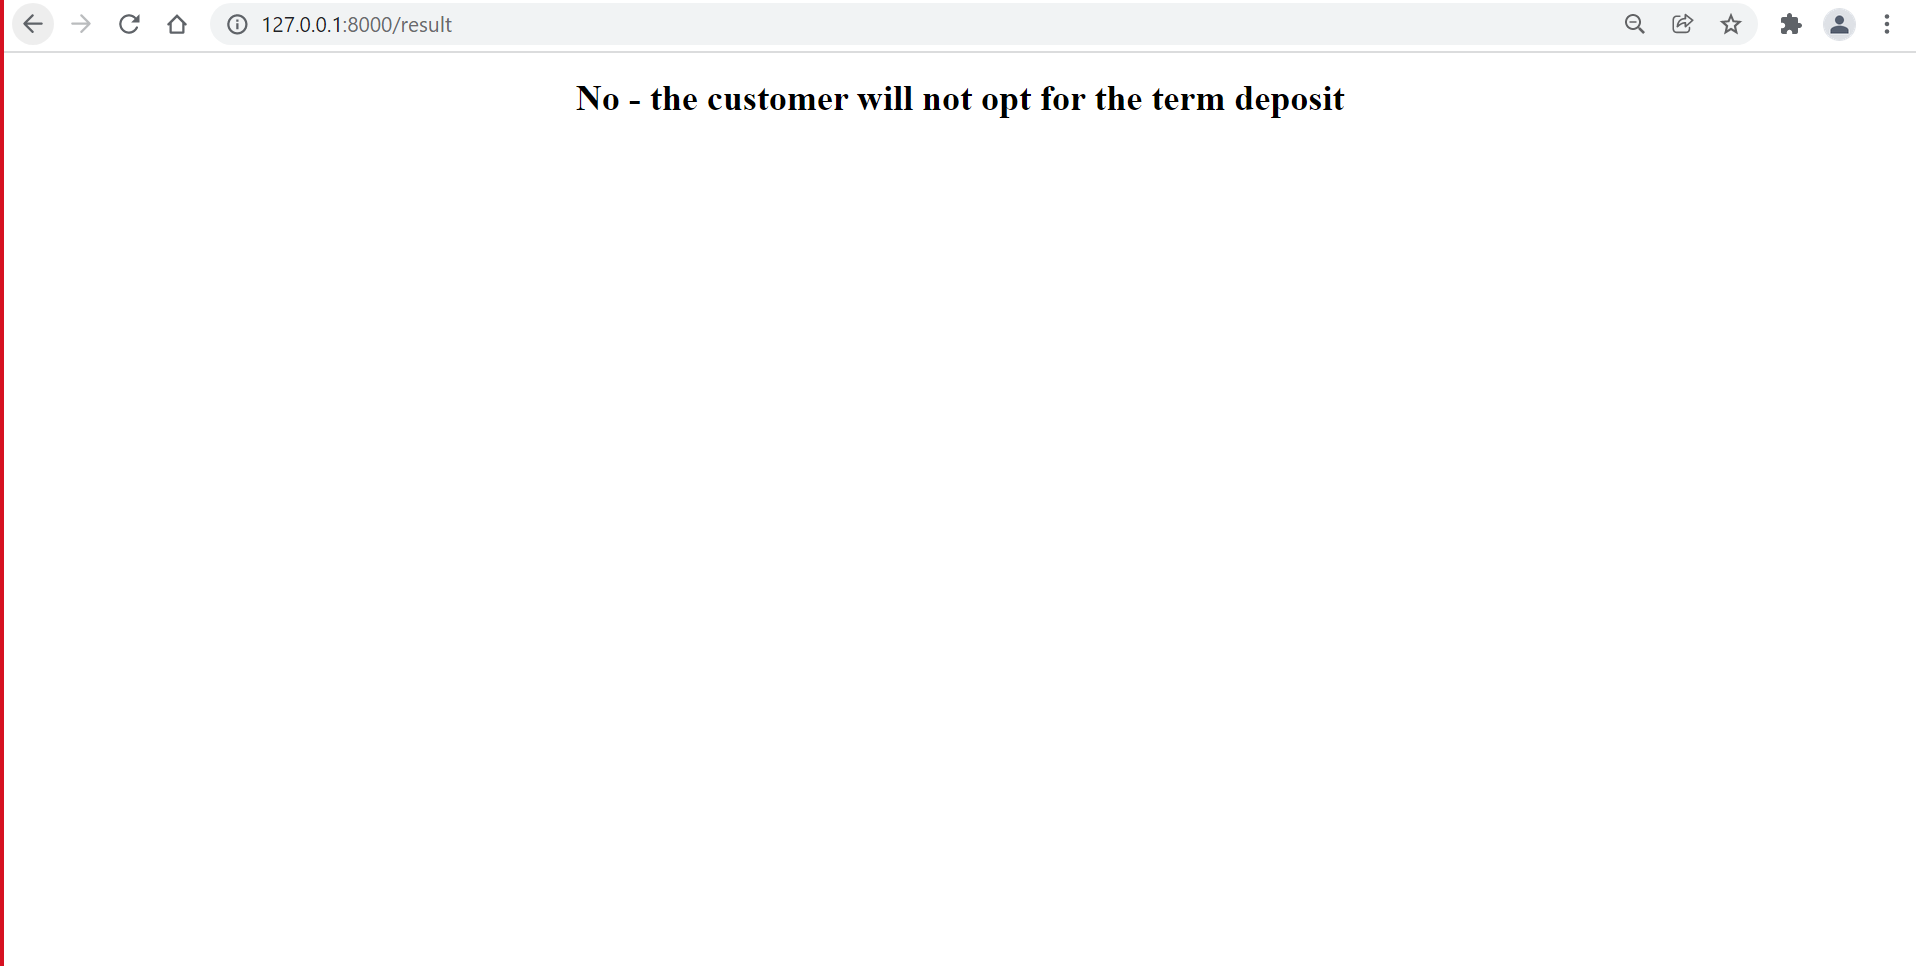 127.0.0.1:8000/result
No - the customer will not opt for the term deposit